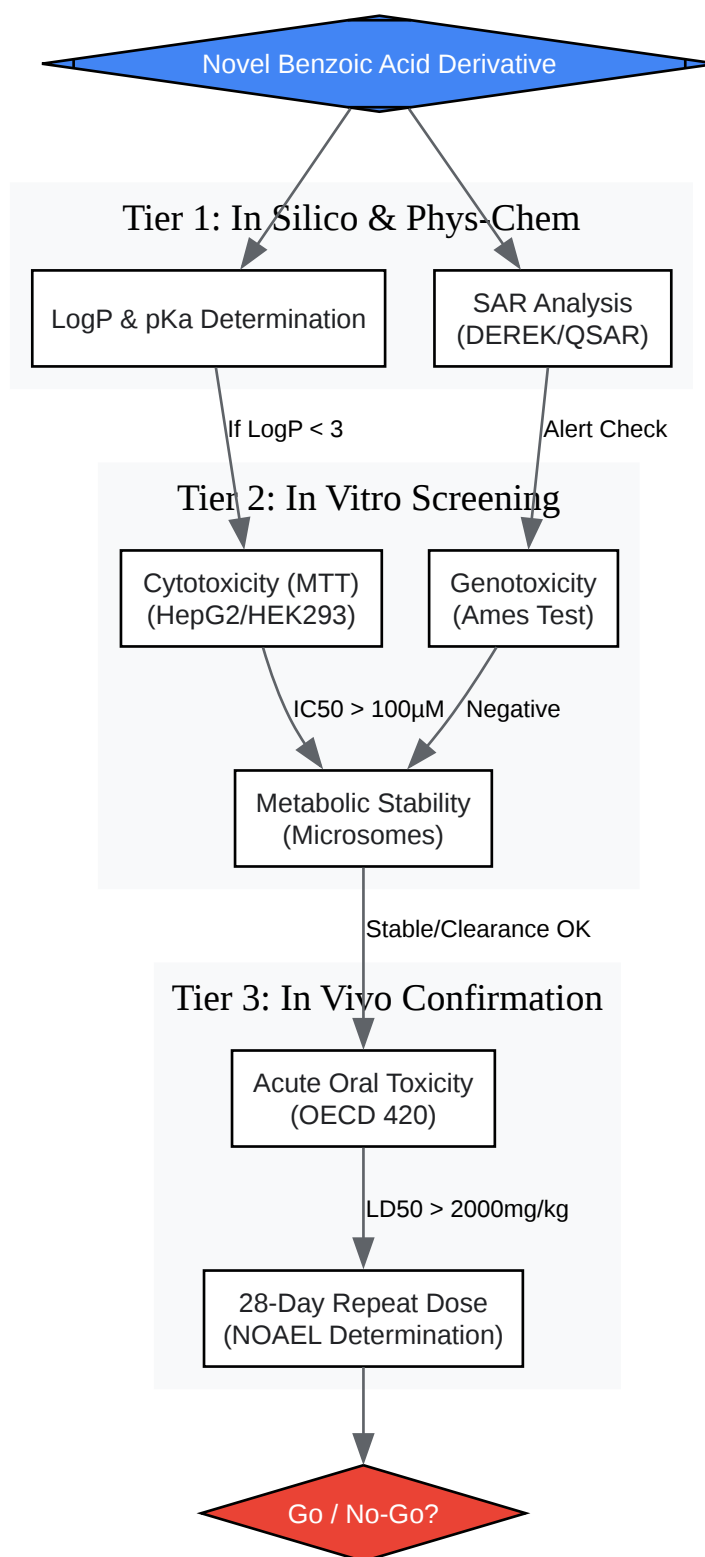 Novel Benzoic Acid Derivative
Tier 1: In Silico & Phys-Chem
LogP & pKa Determination
SAR Analysis
(DEREK/QSAR)
If LogP < 3
Alert Check
Tier 2: In Vitro Screening
Cytotoxicity (MTT)
(HepG2/HEK293)
Genotoxicity
(Ames Test)
IC50 > 100µM
Negative
Metabolic Stability
(Microsomes)
Stable/Clearance OK
Tier 3: In Vivo Confirmation
Acute Oral Toxicity
(OECD 420)
LD50 > 2000mg/kg
28-Day Repeat Dose
(NOAEL Determination)
Go / No-Go?